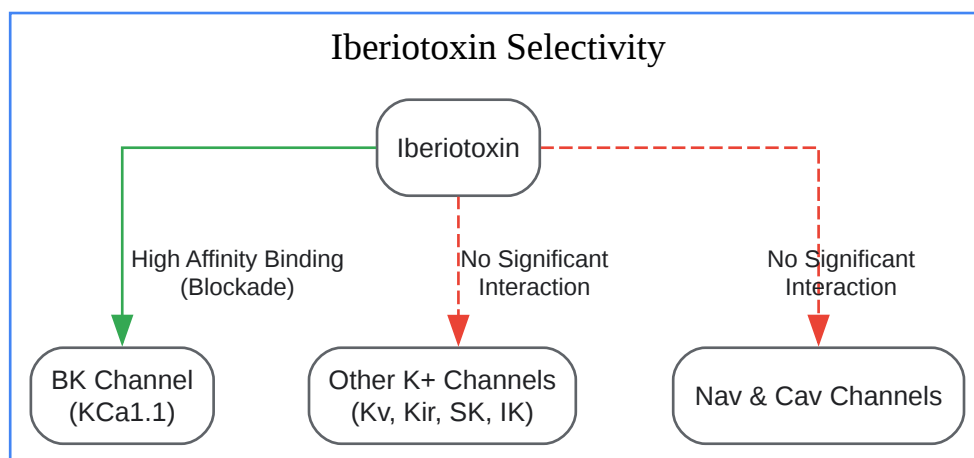 Iberiotoxin Selectivity
Iberiotoxin
High Affinity Binding
(Blockade)
No Significant
Interaction
No Significant
Interaction
BK Channel
(KCa1.1)
Other K+ Channels
(Kv, Kir, SK, IK)
Nav & Cav Channels